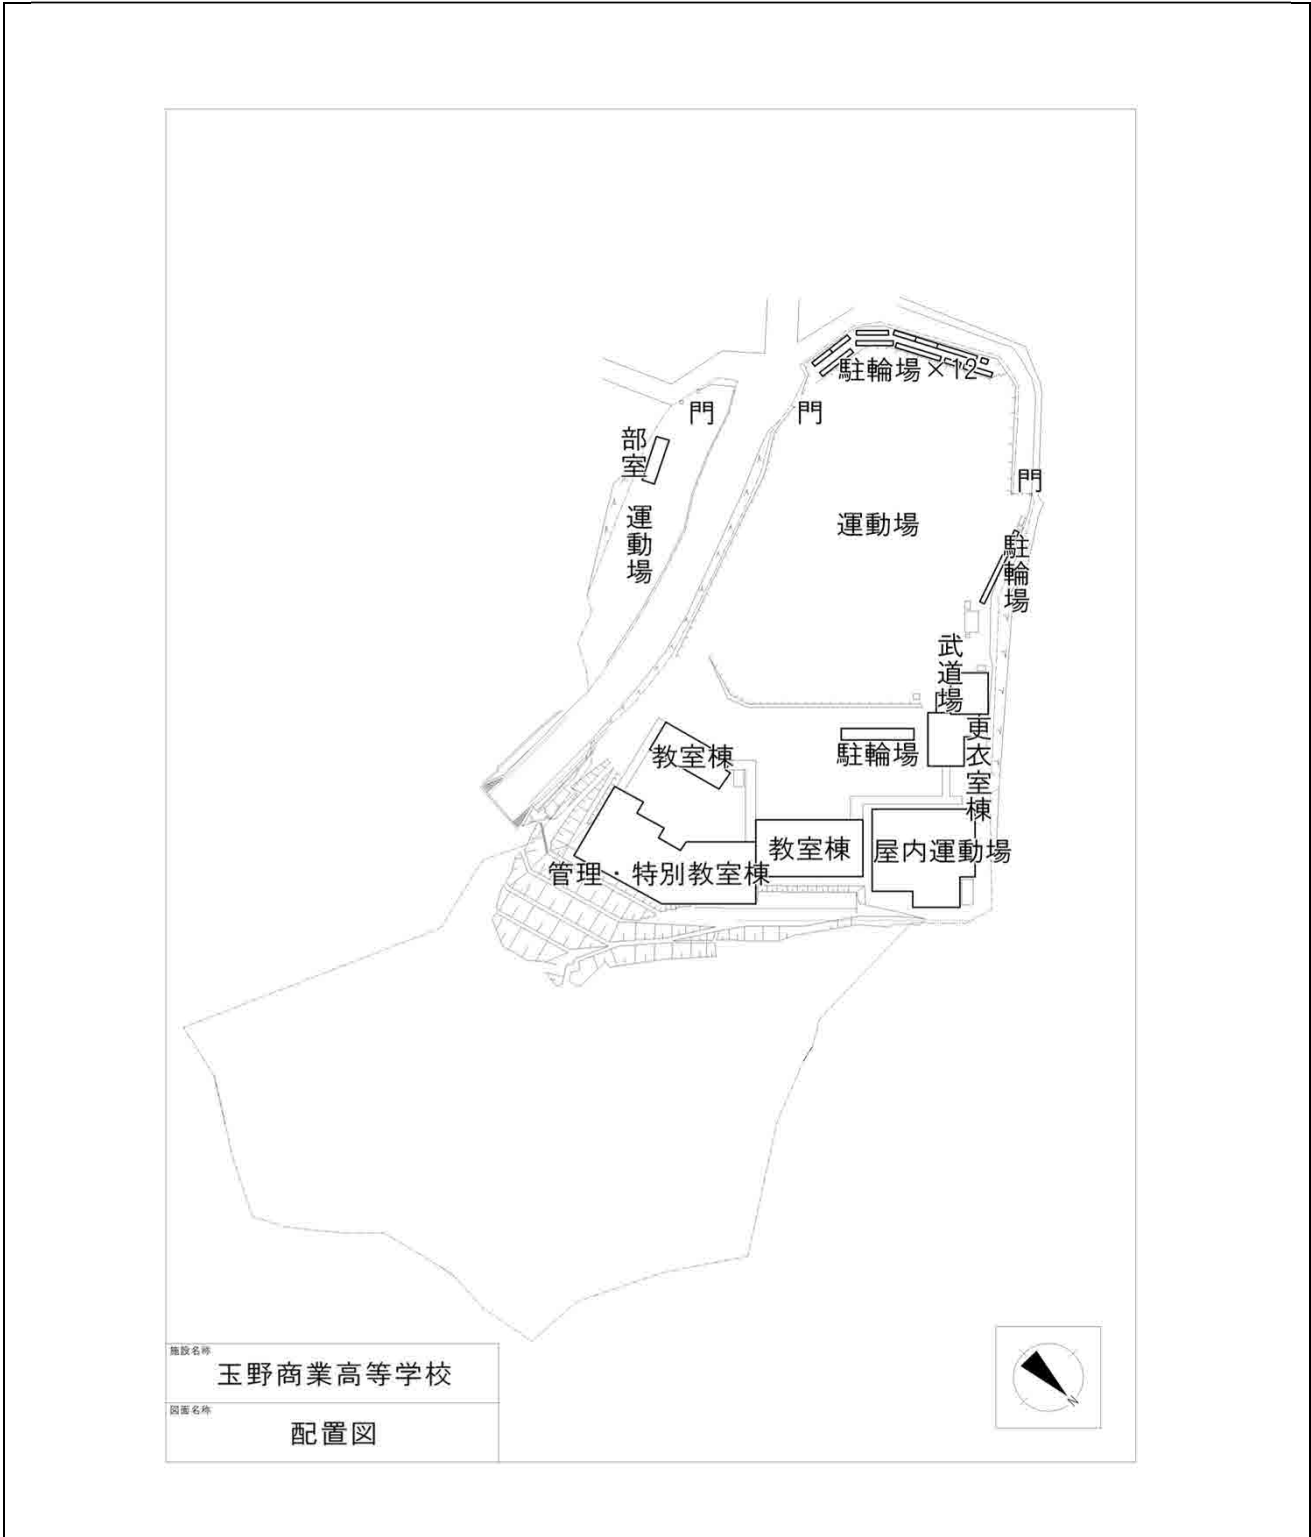 駐輪場×12
門
門
部室
門
運動場
運動場
駐輪場
武道場
更衣室棟
駐輪場
教室棟
教室棟
屋内運動場
管理・特別教室棟
施設名称
玉野商業高等学校
図面名称
配置図
N